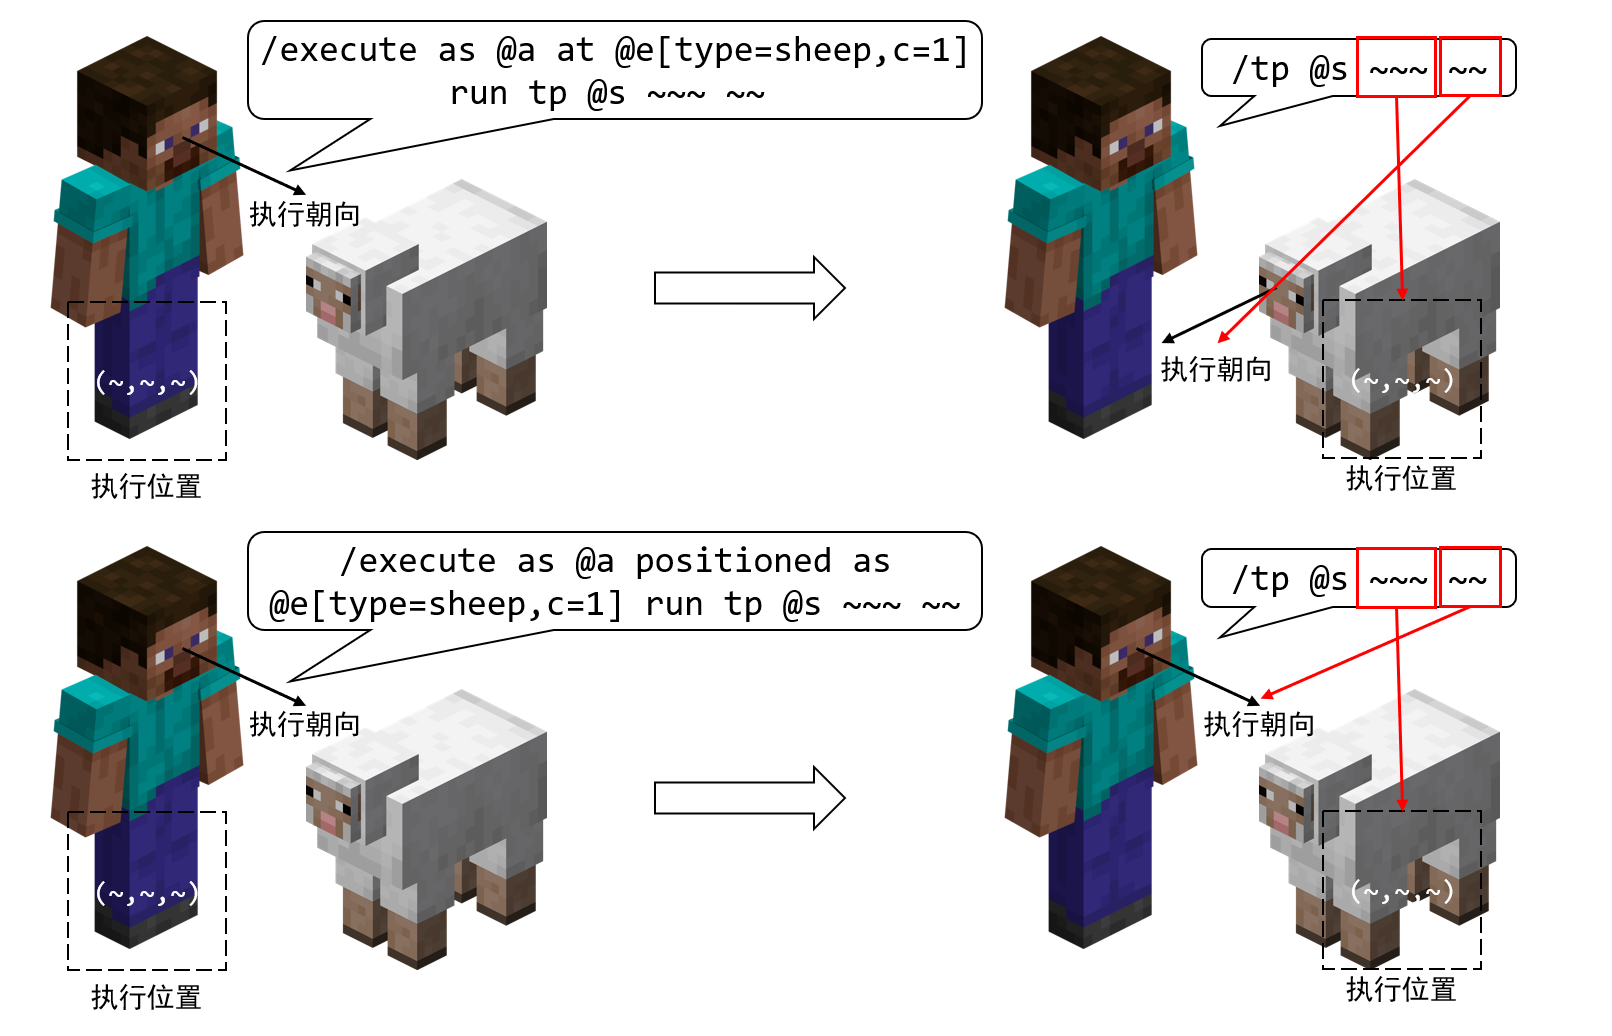 /execute as @a at @e[type=sheep,c=1]
run tp @s ~~~ ~~
执行朝向
(~,~,~)
执行位置
/tp @s ~~~ ~~
执行朝向
(~,~,~)
执行位置
/execute as @a positioned as
@e[type=sheep,c=1] run tp @s ~~~ ~~
执行朝向
(~,~,~)
执行位置
/tp @s ~~~ ~~
执行朝向
(~,~,~)
执行位置